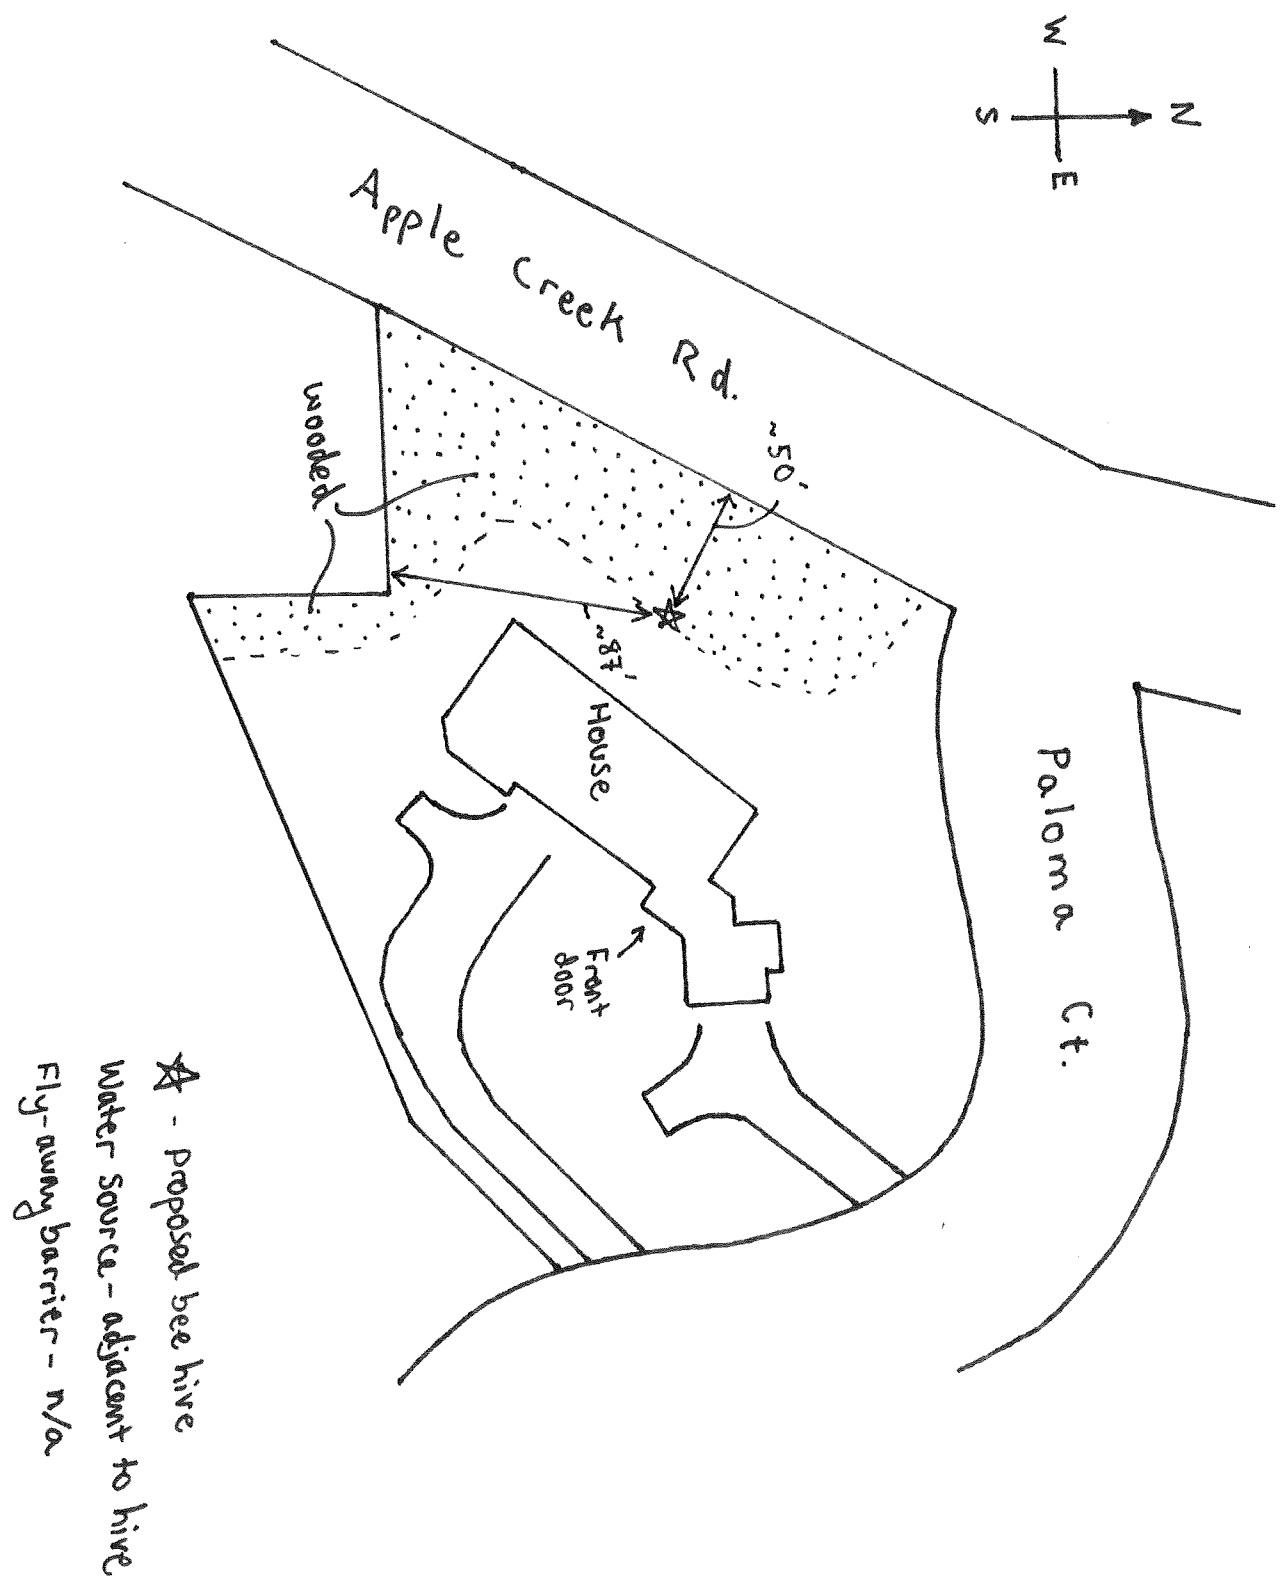 W
N
S
E
Apple Creek Rd.
~50'
wooded
~87'
House
Paloma Ct.
Front
door
☆ - proposed bee hive
Water source - adjacent to hive
Fly-away barrier - n/a